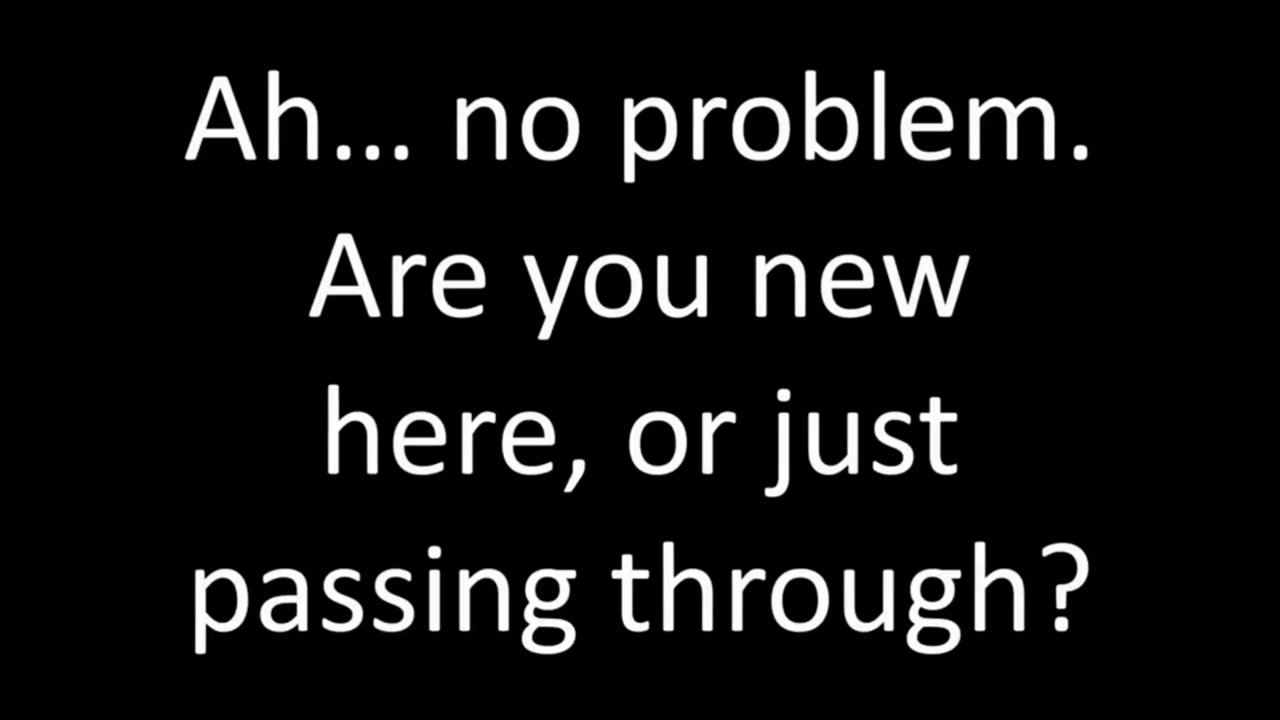 Ah... no problem.
Are you new
here, or just
passing through?